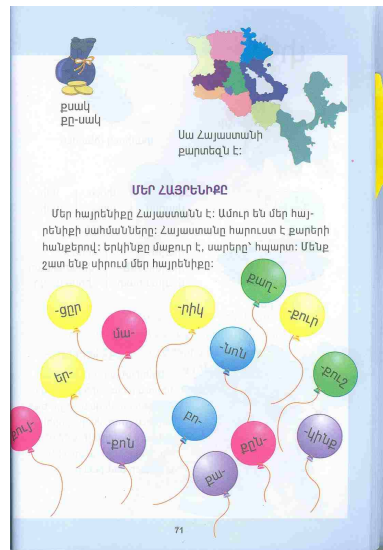 քսակ
քը-սակ
Սա Հայաստանի
քարտեզն է:
ՄԵՐ ՀԱՅՐԵՆԻՔԸ
Մեր հայրենիքը Հայաստանն է: Ամուր են մեր հայ-
րենիքի սահմանները: Հայաստանը հարուստ է քարերի
հանքերով: Երկինքը մաքուր է, սարերը՝ հպարտ: Մենք
շատ ենք սիրում մեր հայրենիքը:
քաղ-
-ցըր
-րիկ
-քուր
մա-
-նոն
եր-
-քուշ
քույ-
-քոն
բո-
քըն-
-կինք
քա-
71